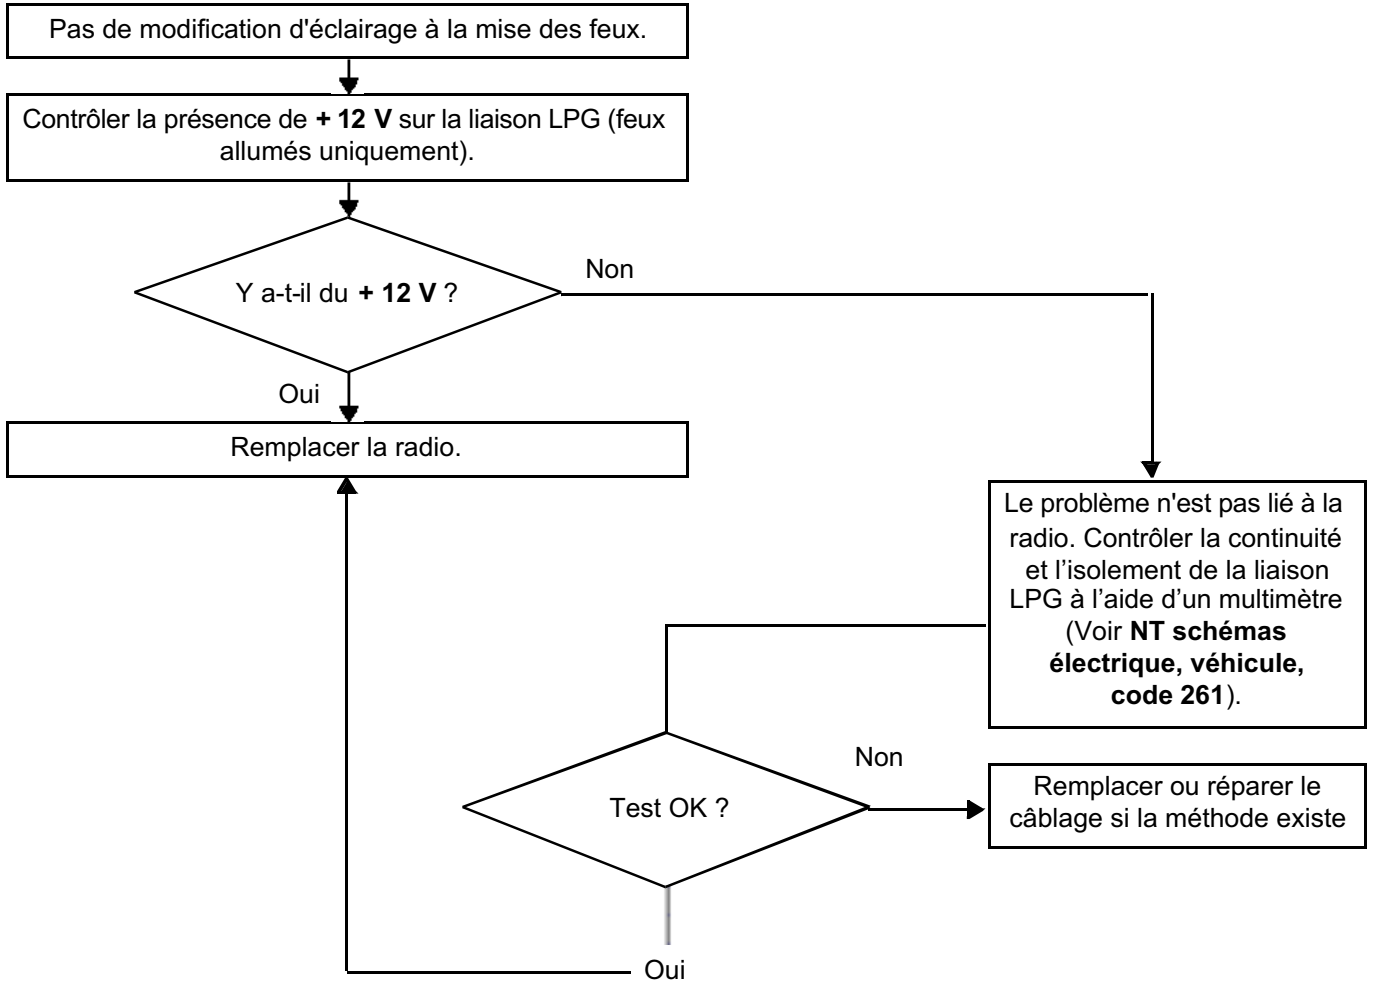 Pas de modification d'éclairage à la mise des feux.
Contrôler la présence de + 12 V sur la liaison LPG (feux
allumés uniquement).
Non
Y a-t-il du + 12 V ?
Oui
Remplacer la radio.
Le problème n'est pas lié à la
radio. Contrôler la continuité
et l’isolement de la liaison
LPG à l’aide d’un multimètre
(Voir NT schémas
électrique, véhicule,
code 261).
Non
Test OK ?
Remplacer ou réparer le
câblage si la méthode existe
Oui